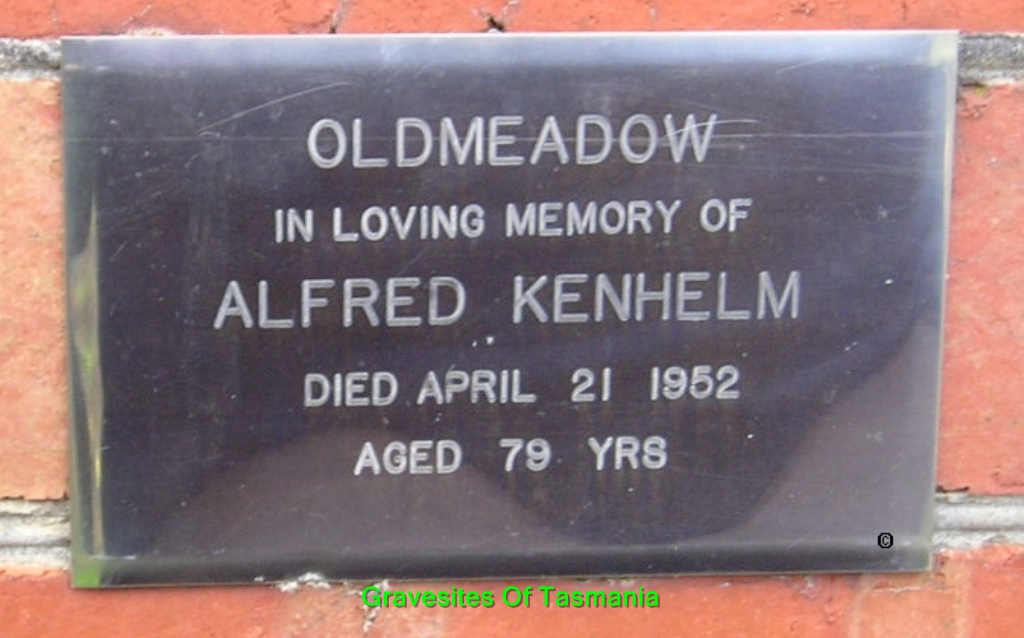 OLDMEADOW
IN LOVING MEMORY OF
ALFRED KENHELM
DIED APRIL 21 1952
AGED 79 YRS
©
Gravesites Of Tasmania